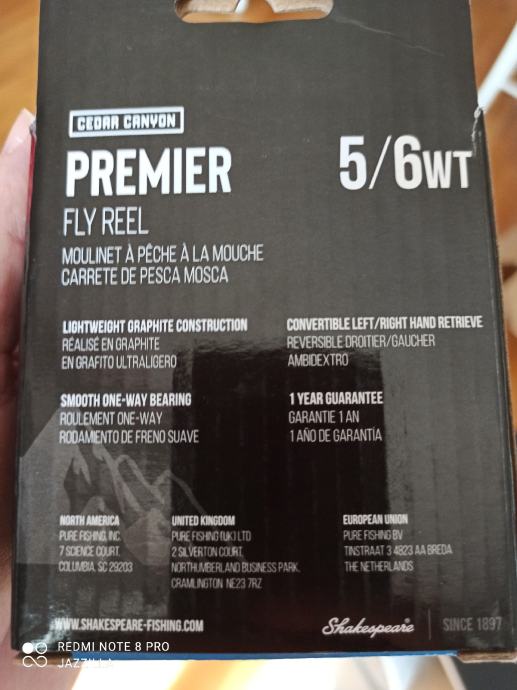 CEDAR CANYON
PREMIER
5/6WT
FLY REEL
MOULINET À PÊCHE À LA MOUCHE
CARRETE DE PESCA MOSCA
LIGHTWEIGHT GRAPHITE CONSTRUCTION
RÉALISÉ EN GRAPHITE
EN GRAFITO ULTRALIGERO
CONVERTIBLE LEFT/RIGHT HAND RETRIEVE
REVERSIBLE DROITIER/GAUCHER
AMBIDEXTRO
SMOOTH ONE-WAY BEARING
ROULEMENT ONE-WAY
RODAMIENTO DE FRENO SUAVE
1 YEAR GUARANTEE
GARANTIE 1 AN
1 AÑO DE GARANTÍA
NORTH AMERICA
PURE FISHING, INC.
7 SCIENCE COURT,
COLUMBIA, SC 29203
UNITED KINGDOM
PURE FISHING (UK) LTD
2 SILVERTON COURT,
NORTHUMBERLAND BUSINESS PARK,
CRAMLINGTON NE23 7RZ
EUROPEAN UNION
PURE FISHING BV
TINSTRAAT 3 4823 AA BREDA
THE NETHERLANDS
WWW.SHAKESPEARE-FISHING.COM
Shakespeare
SINCE 1897
REDMI NOTE 8 PRO
JAZZILLA